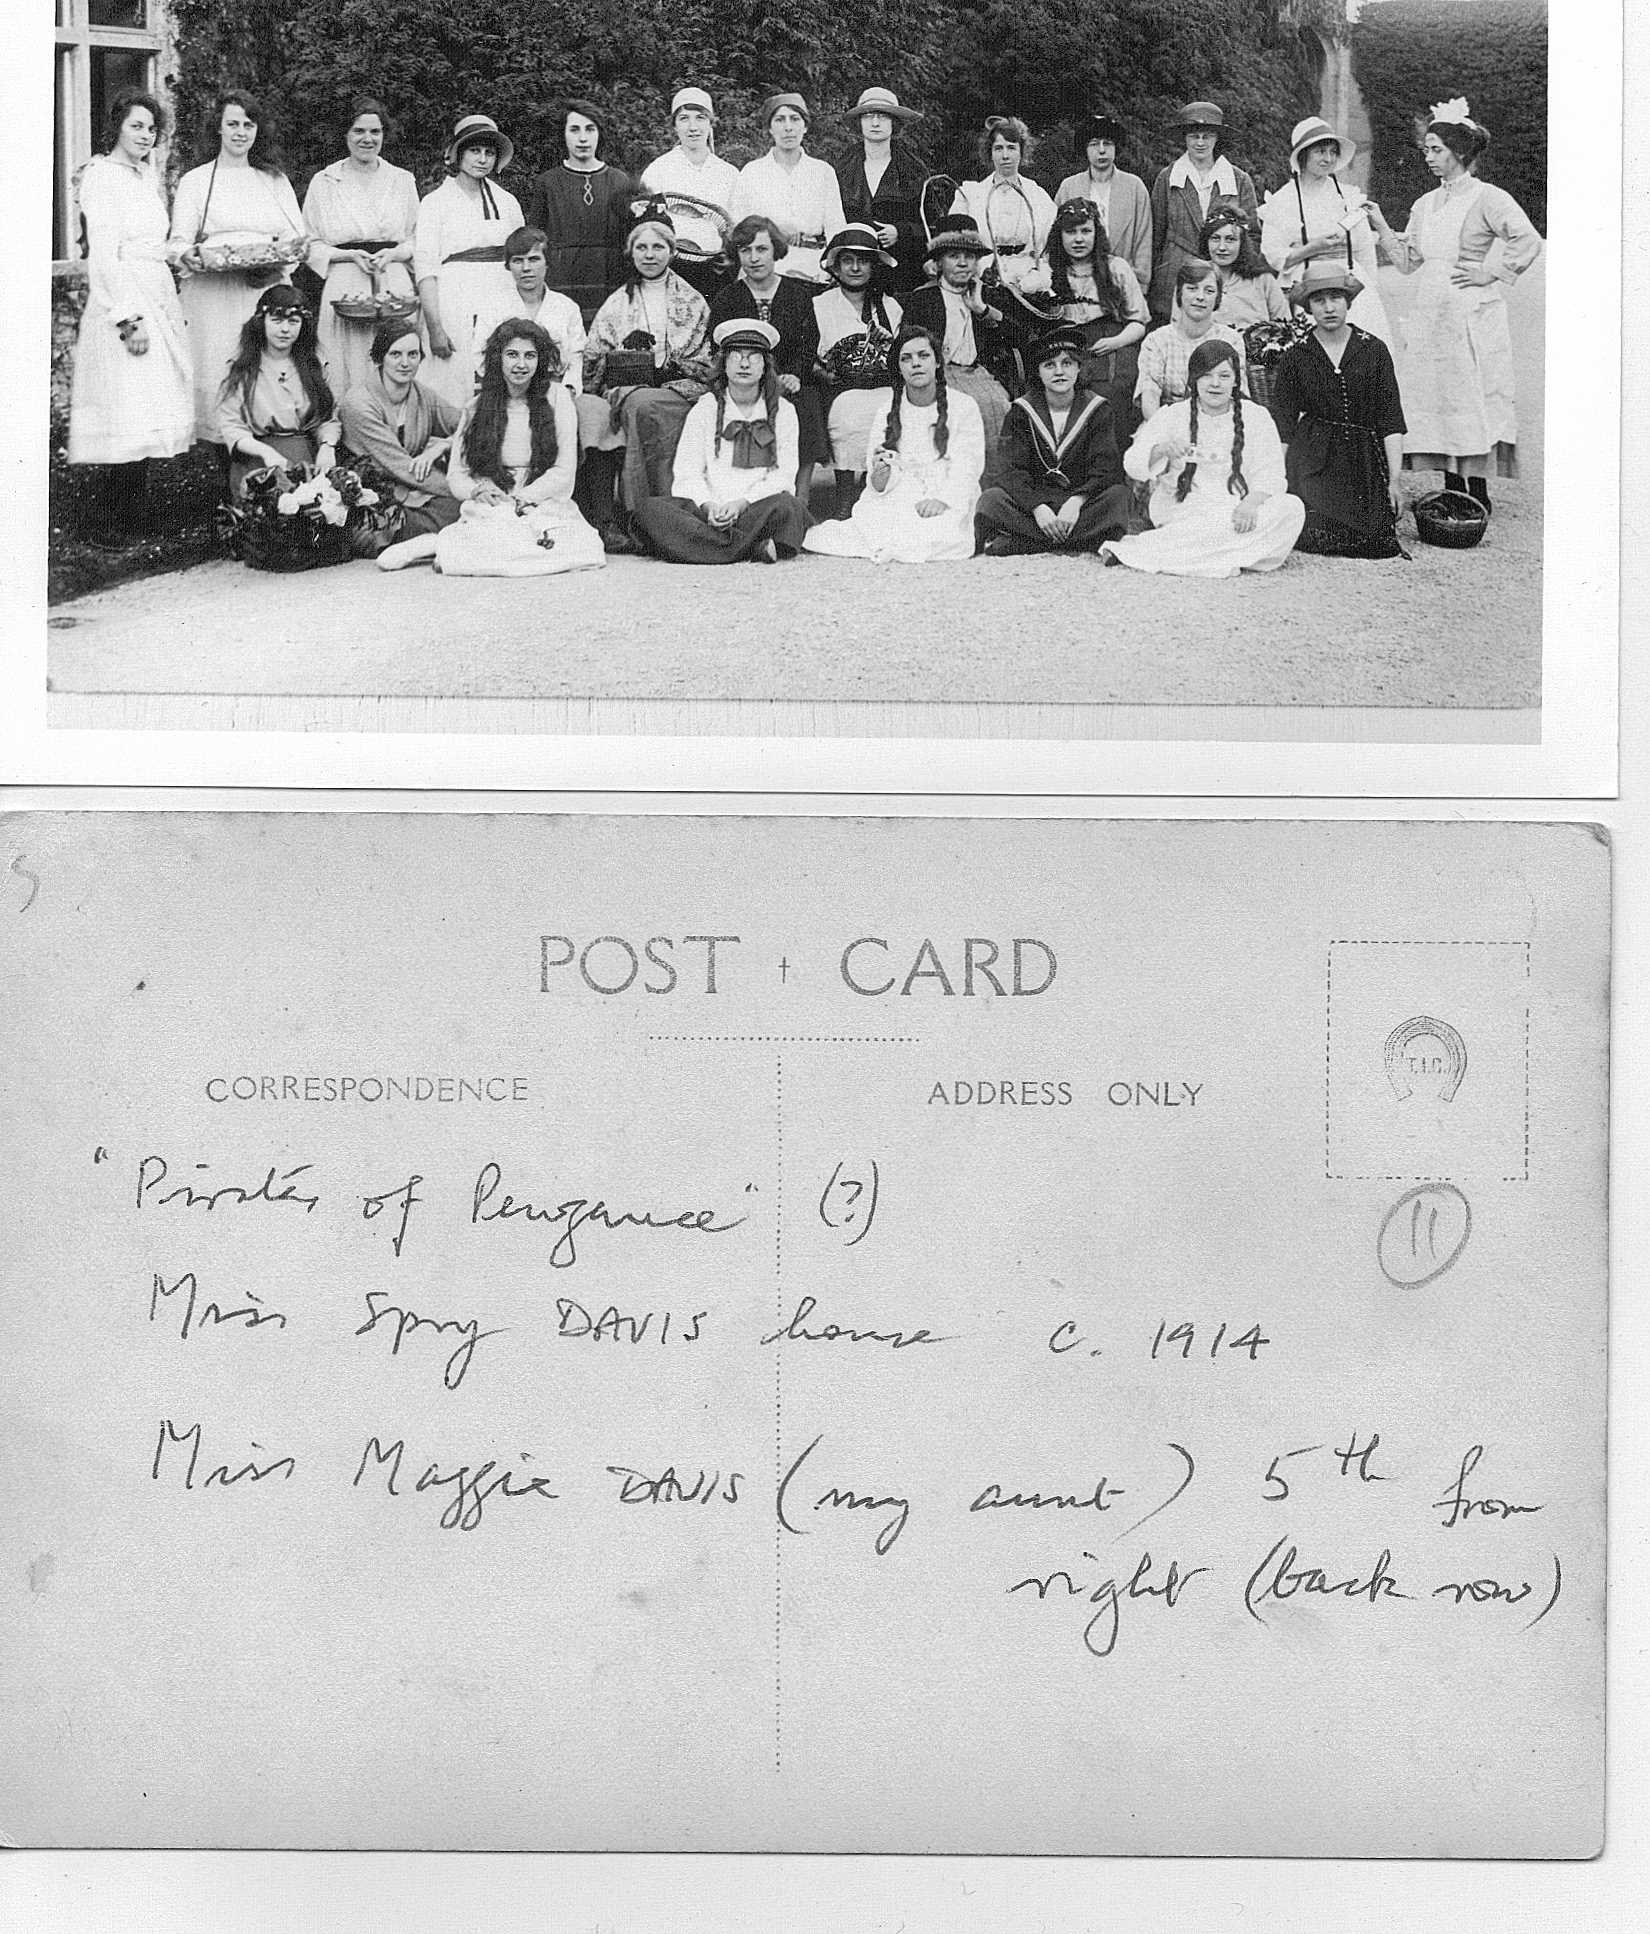 POST CARD
CORRESPONDENCE
ADDRESS ONLY
T.I.C.
"Pirates of Penzance" (?)
11
Miss Spry DAVIS house c. 1914
Miss Maggie DAVIS (my aunt) 5th from
right (back row)